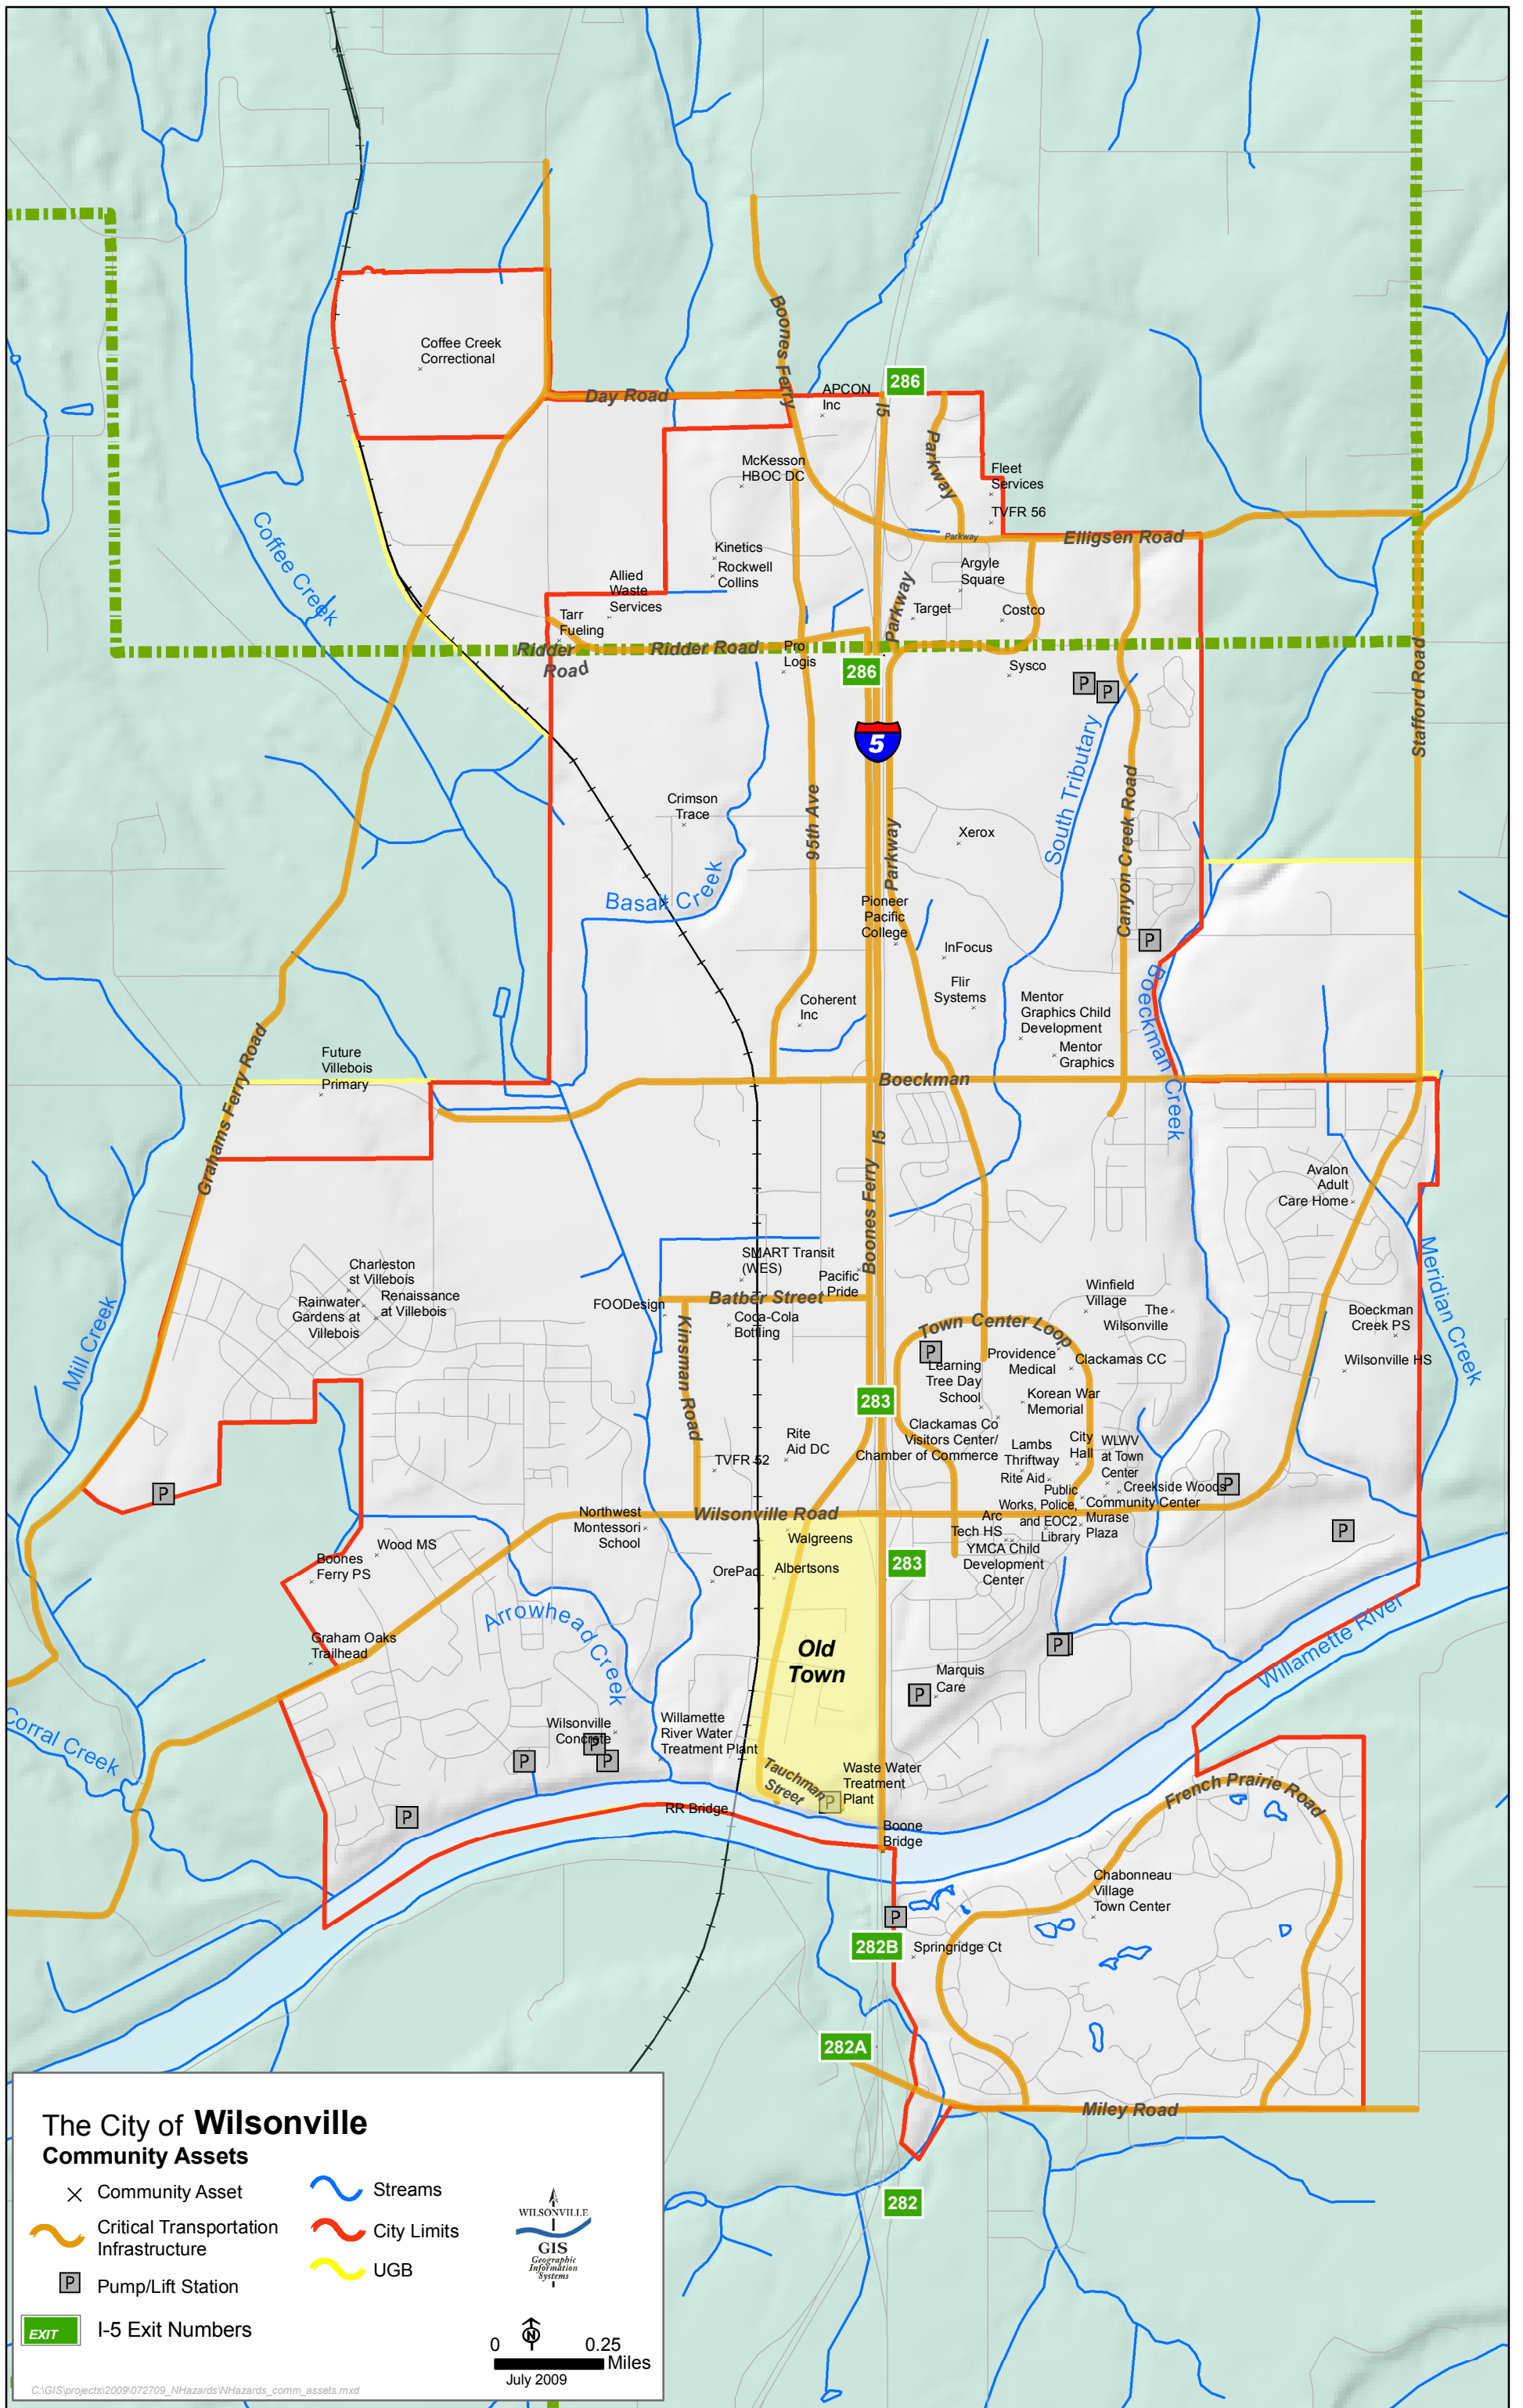 Coffee Creek
Correctional
Boones Ferry
286
APCON
Inc
I5
Day Road
Parkway
McKesson
HBOC DC
Fleet
Services
TVFR 56
Coffee Creek
Parkway
Elligsen Road
Kinetics
Rockwell
Collins
Argyle
Square
Allied
Waste
Services
Parkway
Target
Costco
Tarr
Fueling
Ridder
Road
Ridder Road
Pro
Logis
286
Sysco
P
P
Stafford Road
5
South Tributary
Crimson
Trace
95th Ave
Parkway
Xerox
Canyon Creek Road
Basalt Creek
Pioneer
Pacific
College
P
InFocus
Flir
Systems
Coherent
Inc
Mentor
Graphics Child
Development
Mentor
Graphics
Boeckman Creek
Future
Villebois
Primary
Grahams Ferry Road
Boeckman
I5
Boones Ferry
Avalon
Adult
Care Home
Meridian Creek
SMART Transit
(WES)
Pacific
Pride
Charleston
st Villebois
Renaissance
at Villebois
Rainwater
Gardens at
Villebois
Mill Creek
FOODesign
Batber Street
Coca-Cola
Bottling
Kinsman Road
Winfield
Village
The
Wilsonville
Boeckman
Creek PS
Wilsonville HS
Town Center Loop
P
Learning
Tree Day
School
Providence
Medical
Clackamas CC
Korean War
Memorial
283
Clackamas Co
Visitors Center/
Chamber of Commerce
Rite
Aid DC
TVFR 52
Lambs
Thriftway
City
Hall
WLWV
at Town
Center
Rite Aid
Creekside Woods
P
P
Public
Works, Police,
and EOC2
Community Center
Wilsonville Road
Northwest
Montessori
School
Arc
Tech HS
Library
Murase
Plaza
P
Walgreens
YMCA Child
Development
Center
Wood MS
Boones
Ferry PS
OrePac
Albertsons
283
Arrowhead Creek
Graham Oaks
Trailhead
Old
Town
P
Willamette River
Marquis
Care
P
Corral Creek
Wilsonville
Concrete
P
P
P
Willamette
River Water
Treatment Plant
Tauchman
Street
Waste Water
Treatment
Plant
P
P
RR Bridge
Boone
Bridge
French Prairie Road
Chabonneau
Village
Town Center
P
282B
Springridge Ct
282A
Miley Road
282
The City of Wilsonville
Community Assets
Community Asset
Critical Transportation
Infrastructure
P
Pump/Lift Station
EXIT
I-5 Exit Numbers
Streams
City Limits
UGB
WILSONVILLE
GIS
Geographic
Information
Systems
N
0
0.25
Miles
July 2009
C:\GIS\projects\2009\072709_NHazards\NHazards_comm_assets.mxd